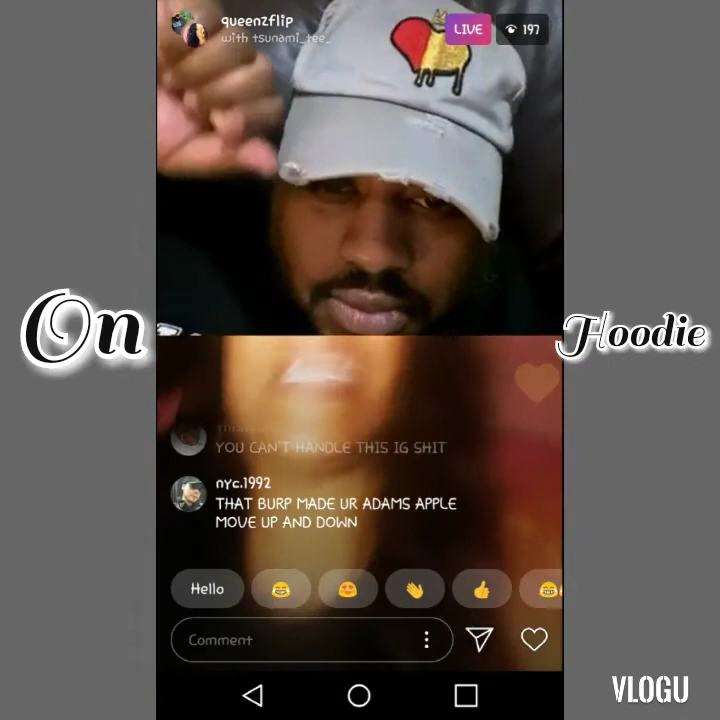 queenzflip
with tsunami_tee_
LIVE
197
On
Hoodie
YOU CAN'T HANDLE THIS IG SHIT
nyc.1992
THAT BURP MADE UR ADAMS APPLE
MOVE UP AND DOWN
Hello
Comment
VLOGU